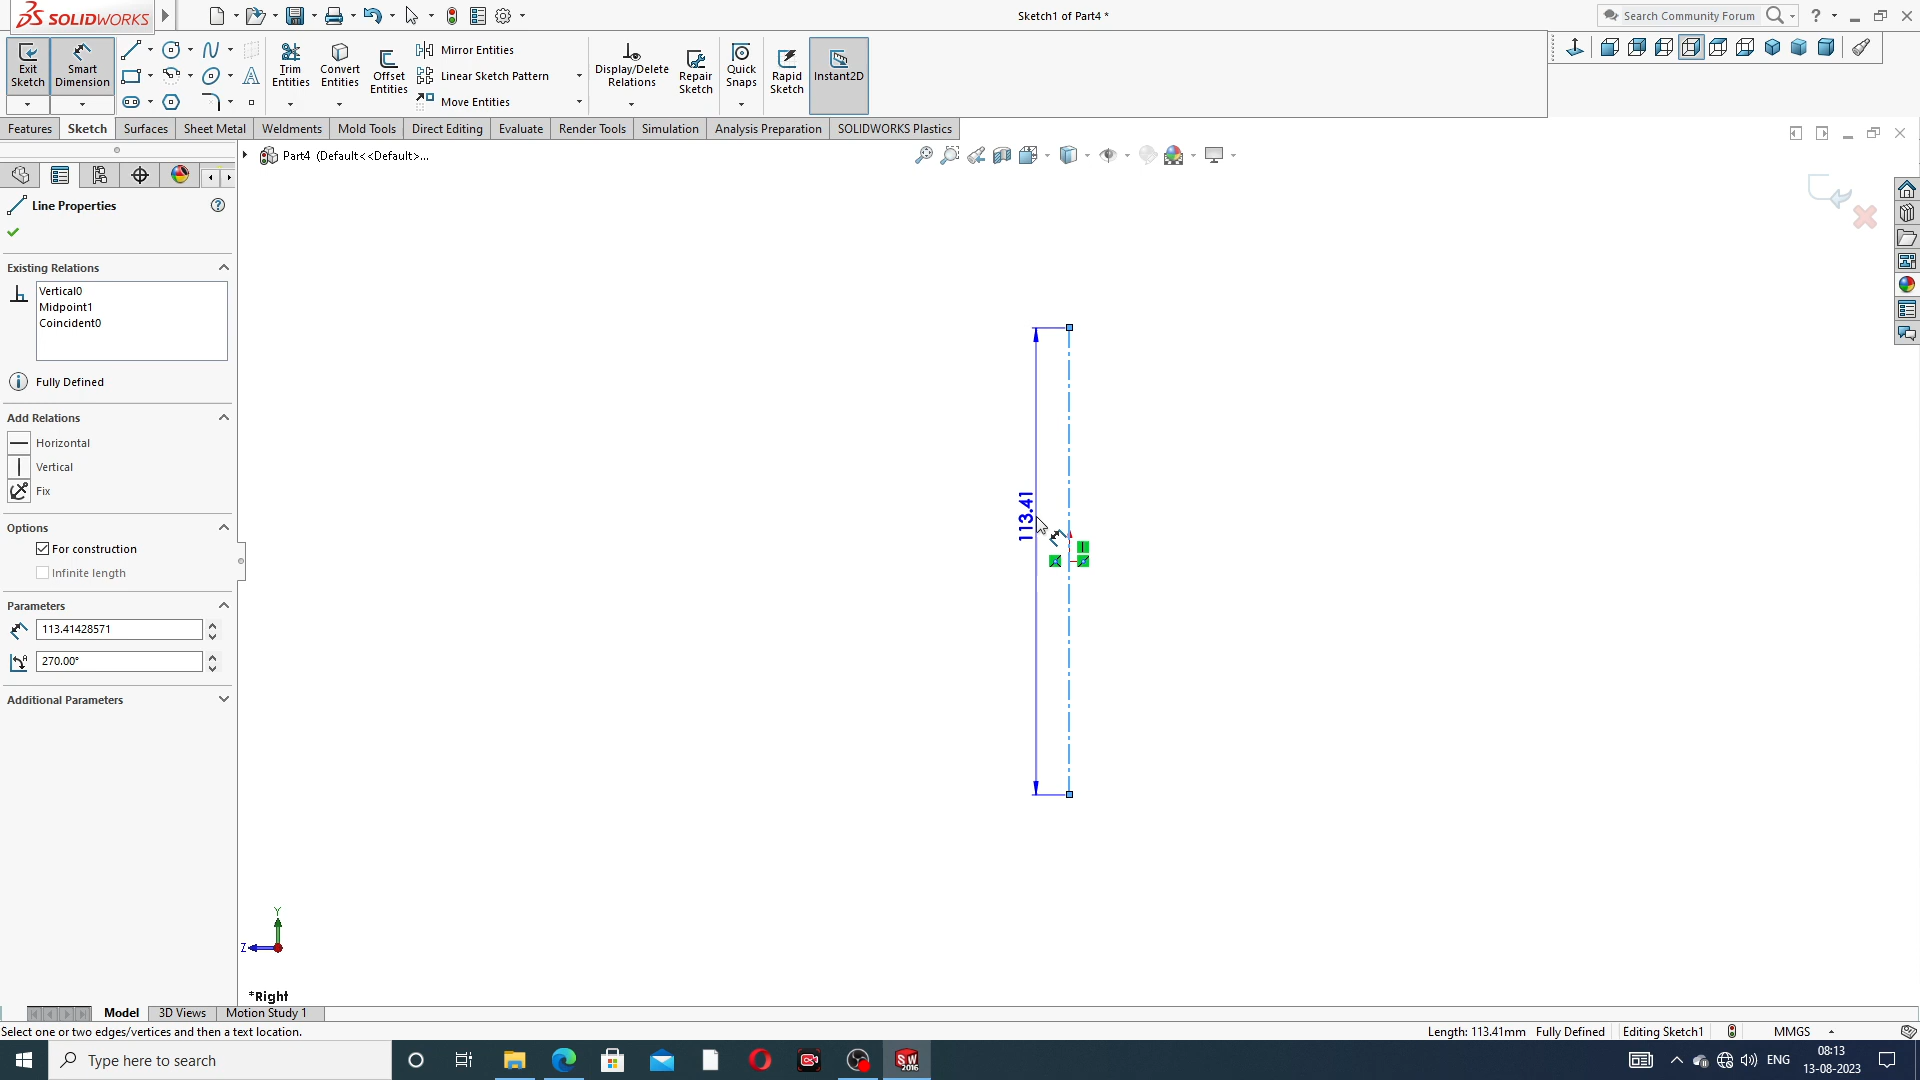 SOLIDWORKS
Sketch1 of Part4 *
Search Community Forum
Exit Sketch
Smart Dimension
Trim Entities
Convert Entities
Offset Entities
Mirror Entities
Linear Sketch Pattern
Move Entities
Display/Delete Relations
Repair Sketch
Quick Snaps
Rapid Sketch
Instant2D
Features Sketch Surfaces Sheet Metal Weldments Mold Tools Direct Editing Evaluate Render Tools Simulation Analysis Preparation SOLIDWORKS Plastics
Part4 (Default<<Default>...
Line Properties
Existing Relations
Vertical0
Midpoint1
Coincident0
Fully Defined
Add Relations
Horizontal
Vertical
Fix
Options
For construction
Infinite length
Parameters
113.41428571
270.00°
Additional Parameters
113.41
Y
Z
*Right
Model 3D Views Motion Study 1
Select one or two edges/vertices and then a text location.
Length: 113.41mm Fully Defined Editing Sketch1 MMGS
Type here to search
SW 2016
ENG
08:13
13-08-2023